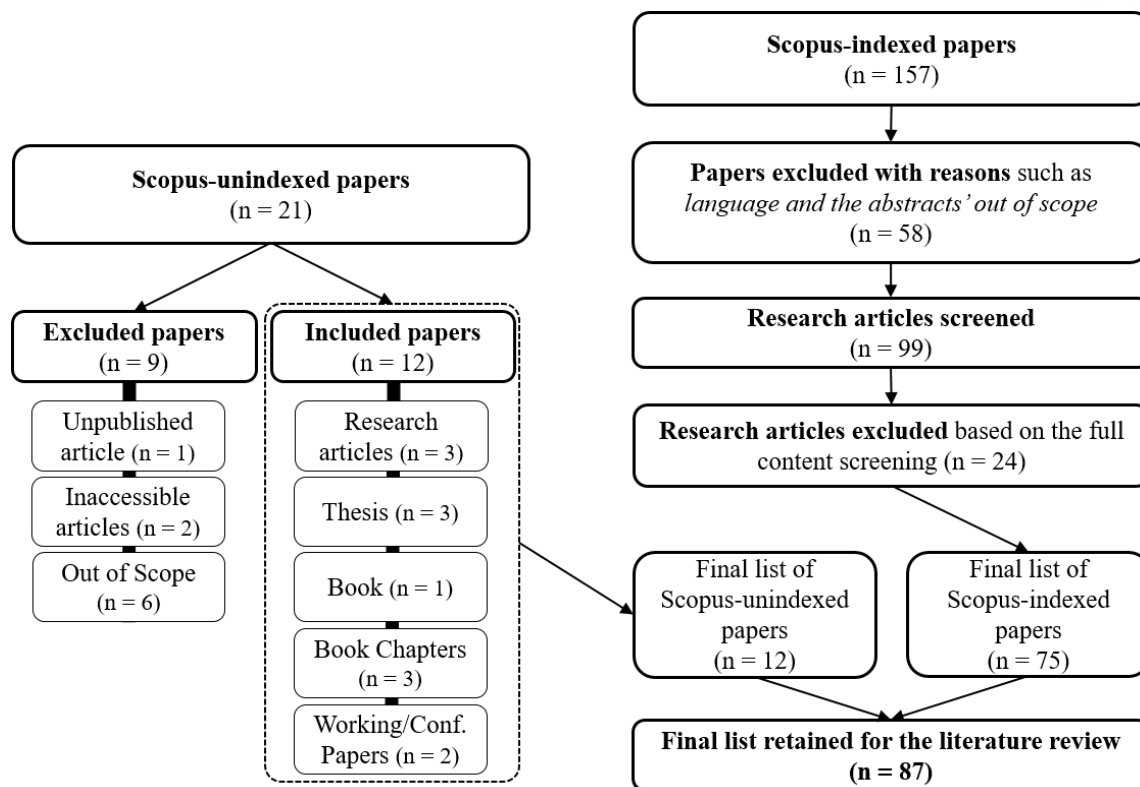 Scopus-indexed papers
(n = 157)
Papers excluded with reasons such as
language and the abstracts’ out of scope
(n = 58)
Research articles screened
(n = 99)
Research articles excluded based on the full
content screening (n = 24)
Scopus-unindexed papers
(n = 21)
Excluded papers
(n = 9)
Unpublished
article (n = 1)
Inaccessible
articles (n = 2)
Out of Scope
(n = 6)
Included papers
(n = 12)
Research
articles (n = 3)
Thesis (n = 3)
Book (n = 1)
Book Chapters
(n = 3)
Working/Conf.
Papers (n = 2)
Final list of
Scopus-unindexed
papers
(n = 12)
Final list of
Scopus-indexed
papers
(n = 75)
Final list retained for the literature review
(n = 87)